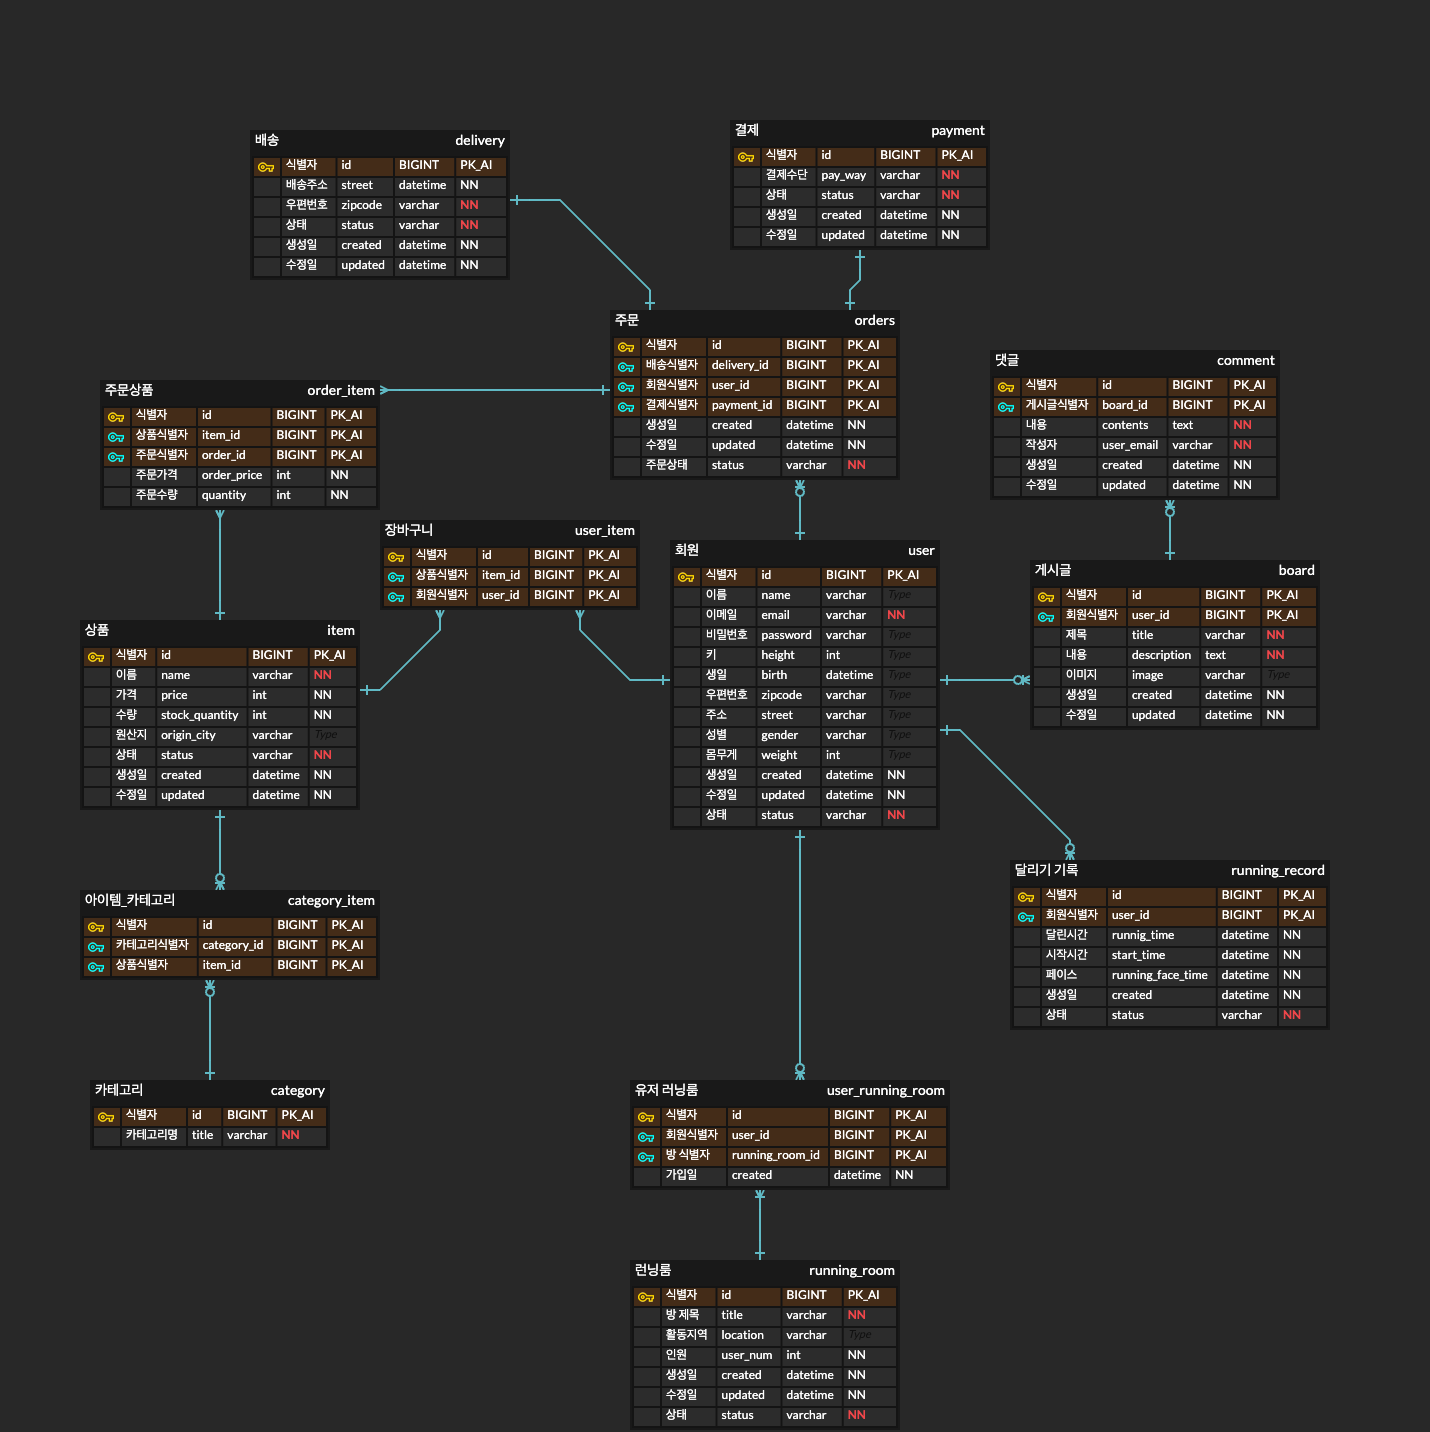 배송 delivery
식별자 id BIGINT PK_AI
배송주소 street datetime NN
우편번호 zipcode varchar NN
상태 status varchar NN
생성일 created datetime NN
수정일 updated datetime NN
결제 payment
식별자 id BIGINT PK_AI
결제수단 pay_way varchar NN
상태 status varchar NN
생성일 created datetime NN
수정일 updated datetime NN
주문 orders
식별자 id BIGINT PK_AI
배송식별자 delivery_id BIGINT PK_AI
회원식별자 user_id BIGINT PK_AI
결제식별자 payment_id BIGINT PK_AI
생성일 created datetime NN
수정일 updated datetime NN
주문상태 status varchar NN
댓글 comment
식별자 id BIGINT PK_AI
게시글식별자 board_id BIGINT PK_AI
내용 contents text NN
작성자 user_email varchar NN
생성일 created datetime NN
수정일 updated datetime NN
주문상품 order_item
식별자 id BIGINT PK_AI
상품식별자 item_id BIGINT PK_AI
주문식별자 order_id BIGINT PK_AI
주문가격 order_price int NN
주문수량 quantity int NN
장바구니 user_item
식별자 id BIGINT PK_AI
상품식별자 item_id BIGINT PK_AI
회원식별자 user_id BIGINT PK_AI
회원 user
식별자 id BIGINT PK_AI
이름 name varchar Type
이메일 email varchar NN
비밀번호 password varchar Type
키 height int Type
생일 birth datetime Type
우편번호 zipcode varchar Type
주소 street varchar Type
성별 gender varchar Type
몸무게 weight int Type
생성일 created datetime NN
수정일 updated datetime NN
상태 status varchar NN
게시글 board
식별자 id BIGINT PK_AI
회원식별자 user_id BIGINT PK_AI
제목 title varchar NN
내용 description text NN
이미지 image varchar Type
생성일 created datetime NN
수정일 updated datetime NN
상품 item
식별자 id BIGINT PK_AI
이름 name varchar NN
가격 price int NN
수량 stock_quantity int NN
원산지 origin_city varchar Type
상태 status varchar NN
생성일 created datetime NN
수정일 updated datetime NN
달리기 기록 running_record
식별자 id BIGINT PK_AI
회원식별자 user_id BIGINT PK_AI
달린시간 runnig_time datetime NN
시작시간 start_time datetime NN
페이스 running_face_time datetime NN
생성일 created datetime NN
상태 status varchar NN
아이템_카테고리 category_item
식별자 id BIGINT PK_AI
카테고리식별자 category_id BIGINT PK_AI
상품식별자 item_id BIGINT PK_AI
카테고리 category
식별자 id BIGINT PK_AI
카테고리명 title varchar NN
유저 러닝룸 user_running_room
식별자 id BIGINT PK_AI
회원식별자 user_id BIGINT PK_AI
방 식별자 running_room_id BIGINT PK_AI
가입일 created datetime NN
런닝룸 running_room
식별자 id BIGINT PK_AI
방 제목 title varchar NN
활동지역 location varchar Type
인원 user_num int NN
생성일 created datetime NN
수정일 updated datetime NN
상태 status varchar NN